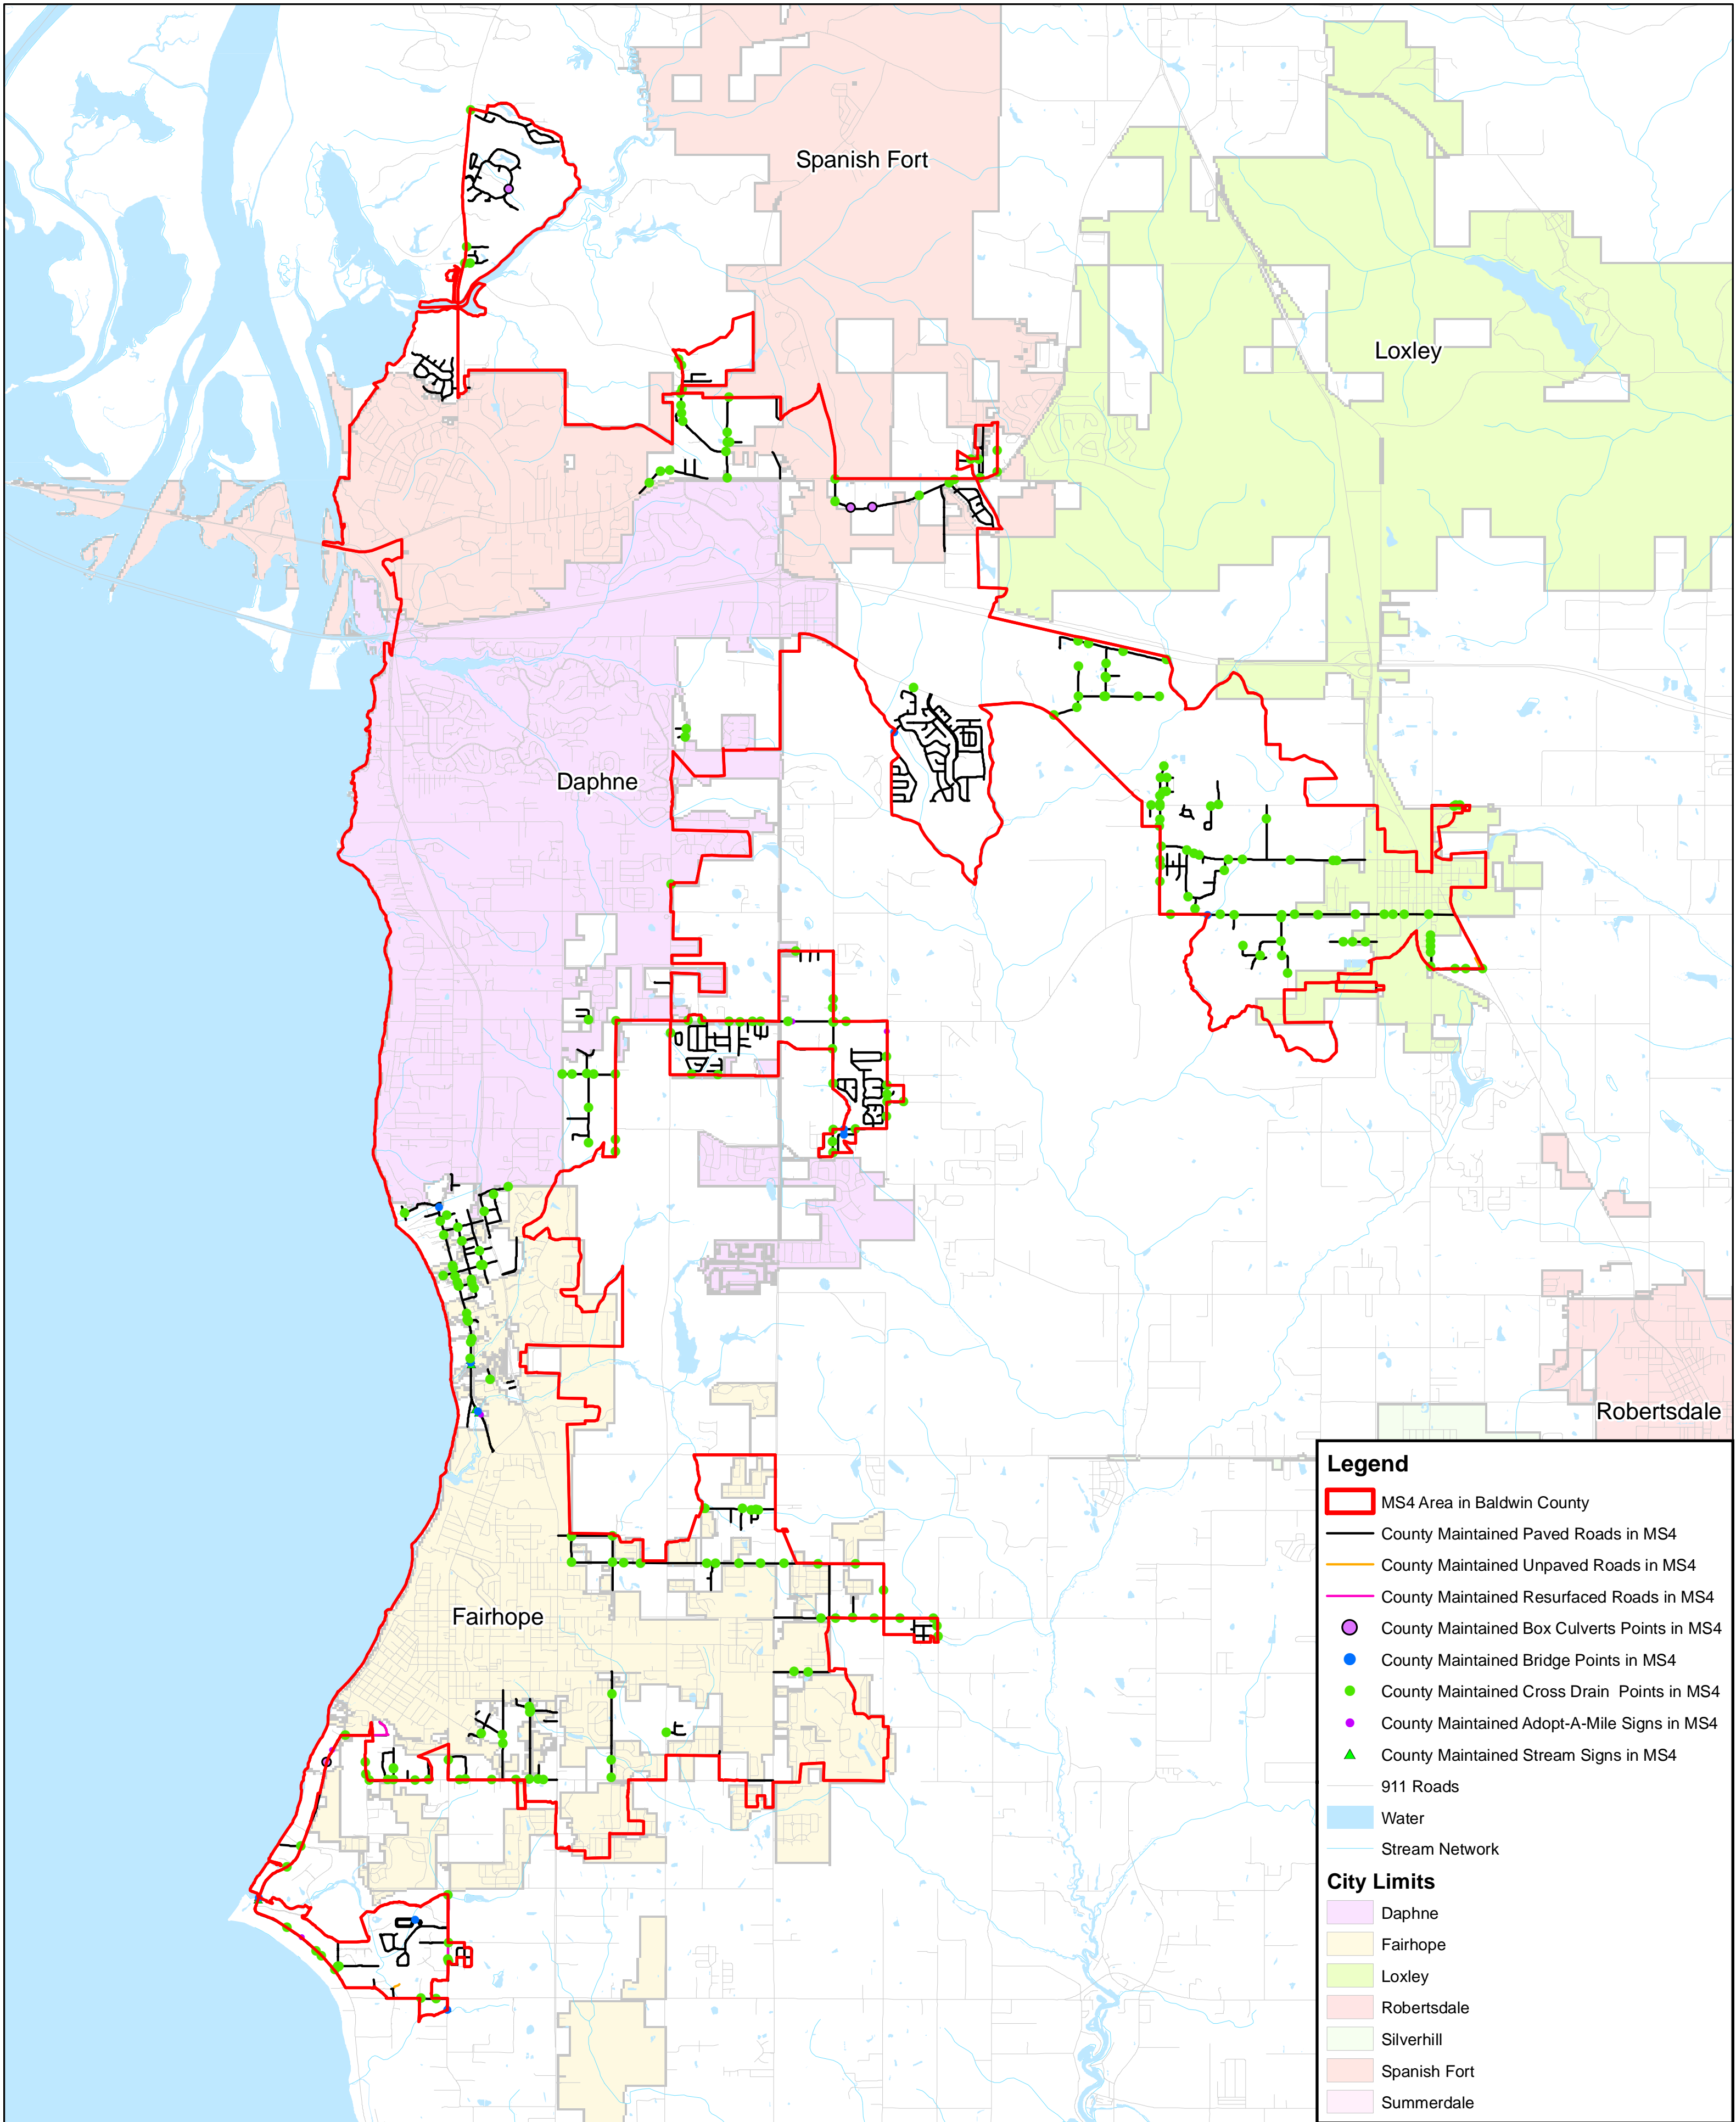 Spanish Fort
Loxley
Daphne
Robertsdale
Fairhope
Legend
MS4 Area in Baldwin County
County Maintained Paved Roads in MS4
County Maintained Unpaved Roads in MS4
County Maintained Resurfaced Roads in MS4
County Maintained Box Culverts Points in MS4
County Maintained Bridge Points in MS4
County Maintained Cross Drain Points in MS4
County Maintained Adopt-A-Mile Signs in MS4
County Maintained Stream Signs in MS4
911 Roads
Water
Stream Network
City Limits
Daphne
Fairhope
Loxley
Robertsdale
Silverhill
Spanish Fort
Summerdale